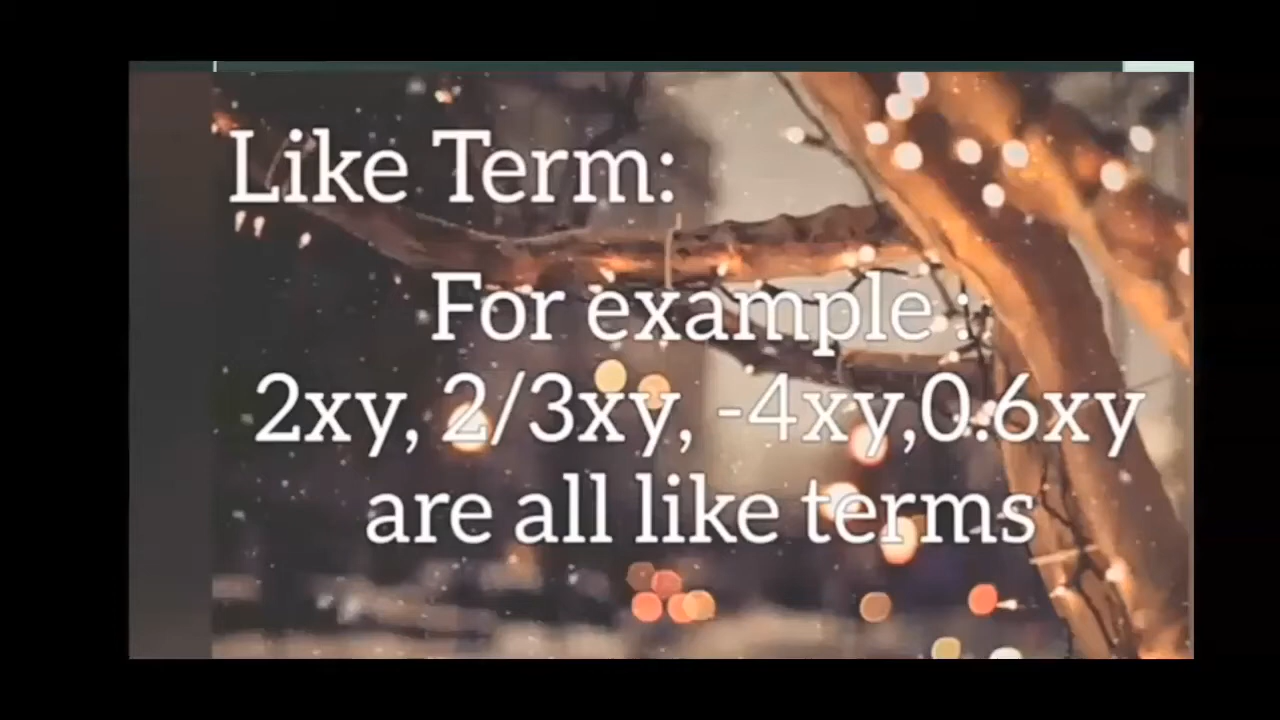 Like Term:
For example :
2xy, 2/3xy, -4xy,0.6xy
are all like terms